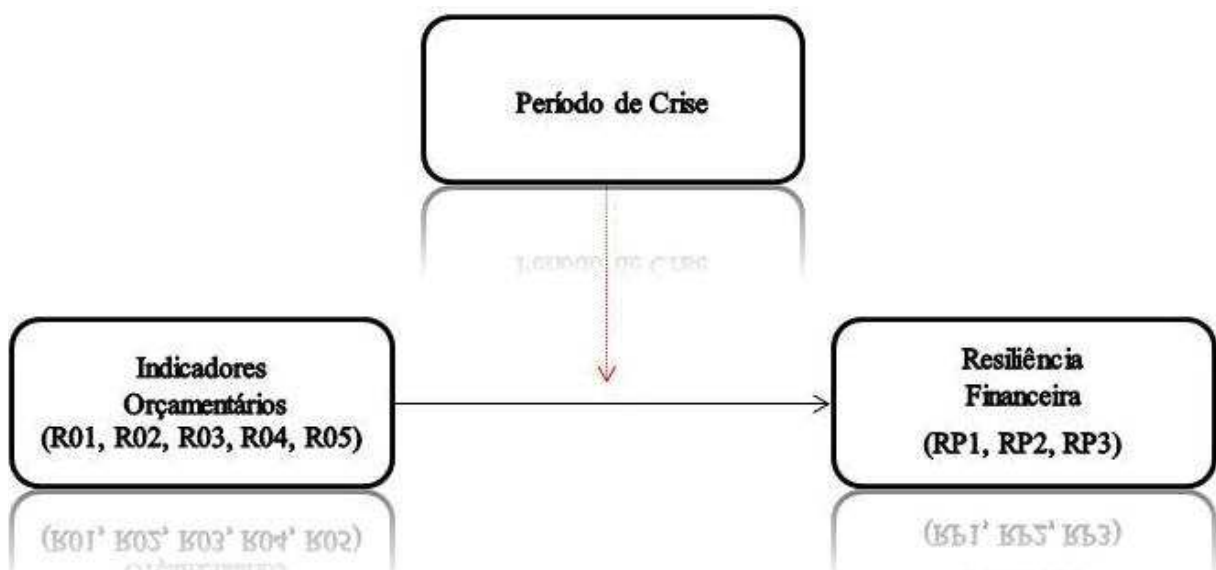 Período de Crise
Indicadores
Orçamentários
(R01, R02, R03, R04, R05)
Resiliência
Financeira
(RP1, RP2, RP3)